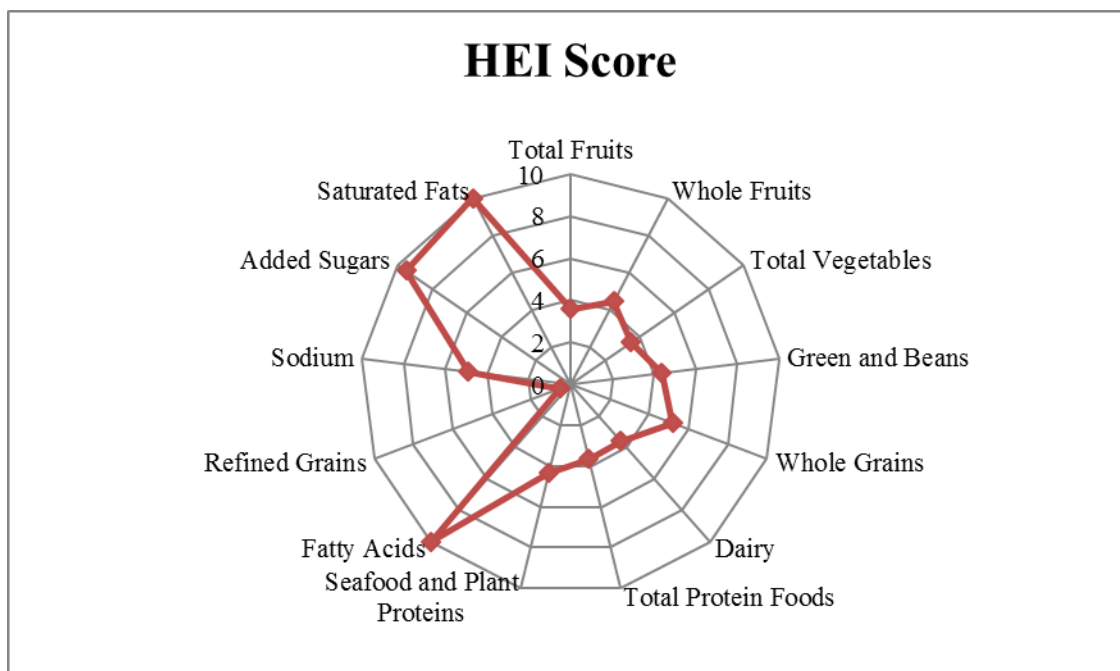 HEI Score
Total Fruits
Whole Fruits
Total Vegetables
Green and Beans
Whole Grains
Dairy
Total Protein Foods
Seafood and Plant
Proteins
Fatty Acids
Refined Grains
Sodium
Added Sugars
Saturated Fats
10
8
6
4
2
0